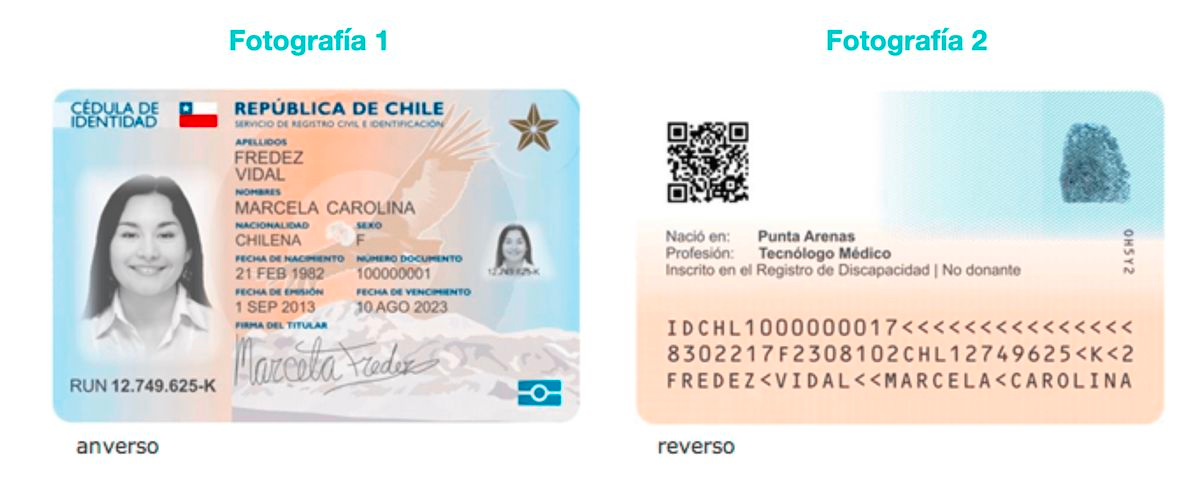 Fotografía 1
CÉDULA DE
IDENTIDAD
REPÚBLICA DE CHILE
SERVICIO DE REGISTRO CIVIL E IDENTIFICACIÓN
APELLIDOS
FREDEZ
VIDAL
NOMBRES
MARCELA CAROLINA
NACIONALIDAD SEXO
CHILENA F
FECHA DE NACIMIENTO NÚMERO DOCUMENTO
21 FEB 1982 100000001
12.749.625-K
FECHA DE EMISIÓN FECHA DE VENCIMIENTO
1 SEP 2013 10 AGO 2023
FIRMA DEL TITULAR
Marcela Fredez
RUN 12.749.625-K
anverso
Fotografía 2
Nació en: Punta Arenas
Profesión: Tecnólogo Médico
Inscrito en el Registro de Discapacidad | No donante
0H5Y2
IDCHL1000000017<<<<<<<<<<<<<<<
8302217F2308102CHL12749625<K<2
FREDEZ<VIDAL<<MARCELA<CAROLINA
reverso